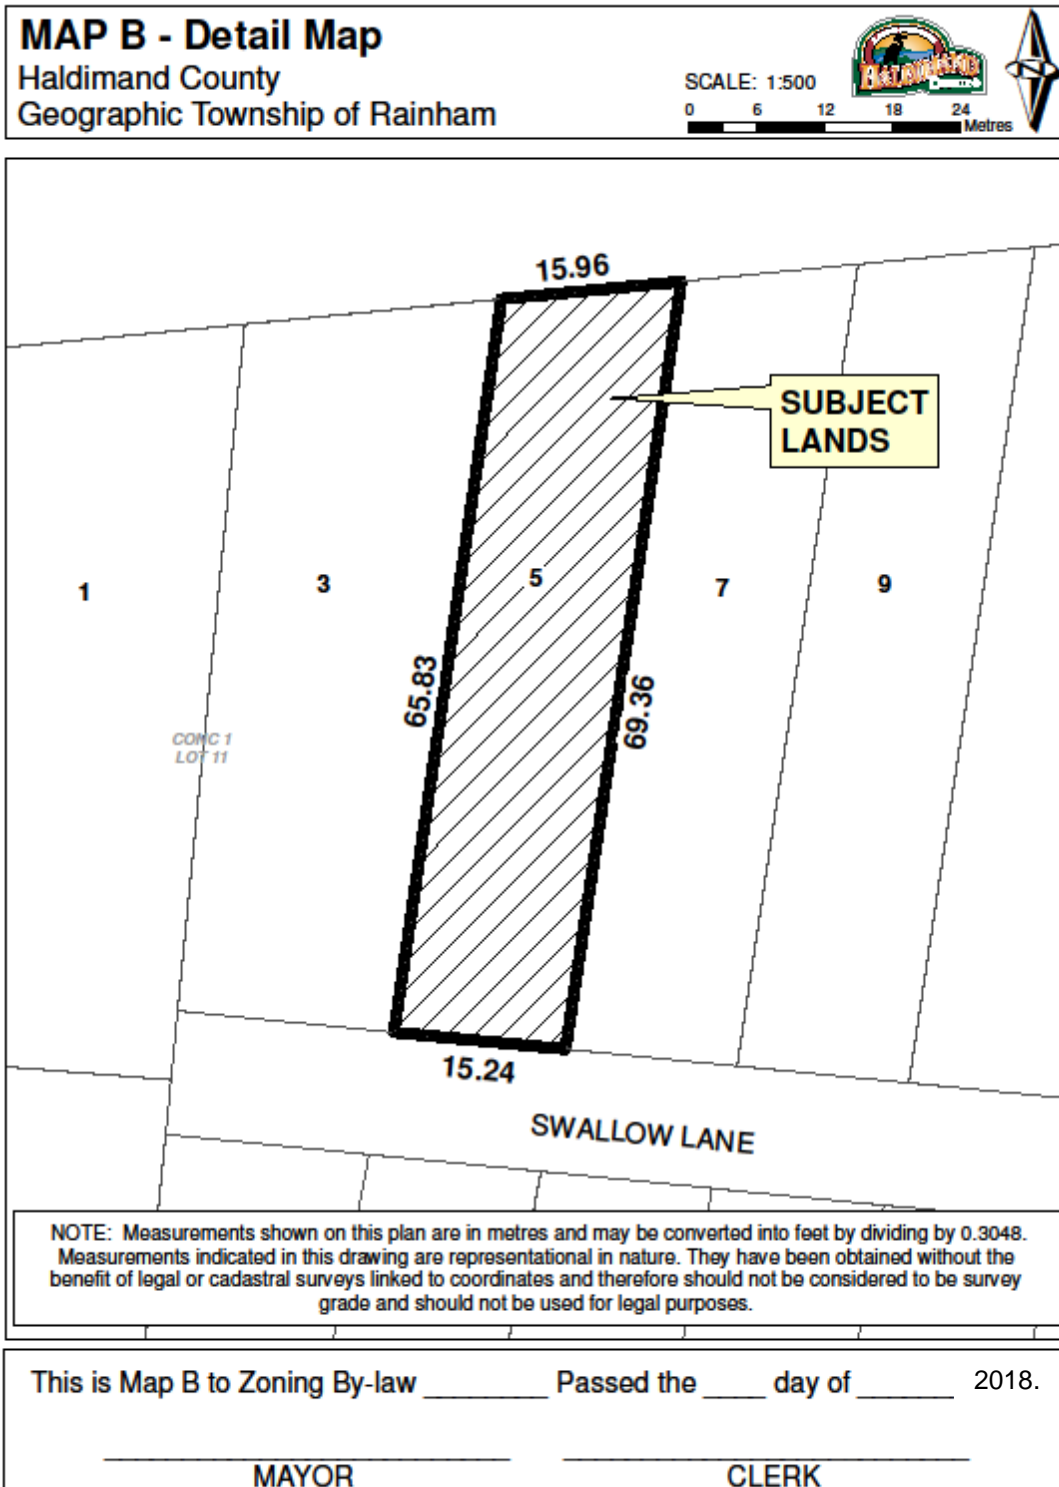 MAP B - Detail Map
Haldimand County
Geographic Township of Rainham
SCALE: 1:500
0 6 12 18 24
Metres
HALDIMAND
County
N
15.96
SUBJECT
LANDS
1
3
5
7
9
65.83
69.36
CONC 1
LOT 11
15.24
SWALLOW LANE
NOTE: Measurements shown on this plan are in metres and may be converted into feet by dividing by 0.3048.
Measurements indicated in this drawing are representational in nature. They have been obtained without the
benefit of legal or cadastral surveys linked to coordinates and therefore should not be considered to be survey
grade and should not be used for legal purposes.
This is Map B to Zoning By-law ________ Passed the ____ day of ______ 2018.
MAYOR
CLERK